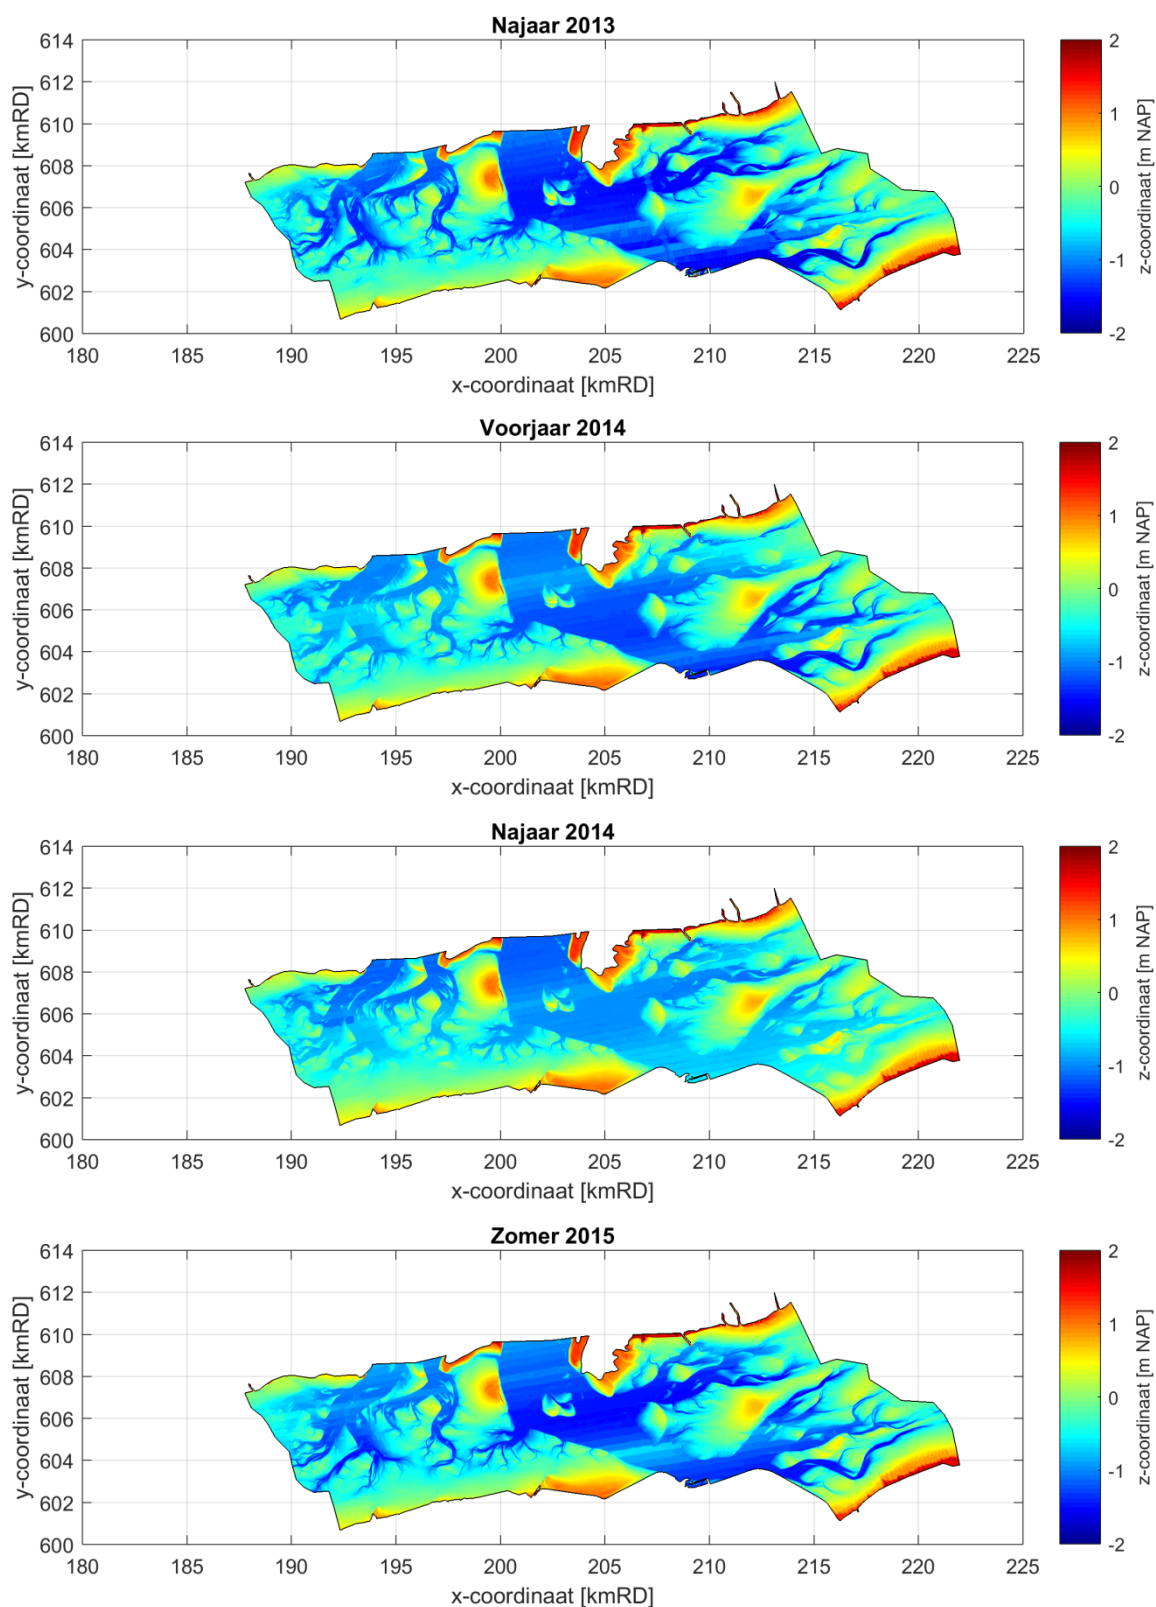 Najaar 2013
614
612
610
608
606
604
602
600
y-coordinaat [kmRD]
180 185 190 195 200 205 210 215 220 225
x-coordinaat [kmRD]
2
1
0
-1
-2
z-coordinaat [m NAP]
Voorjaar 2014
614
612
610
608
606
604
602
600
y-coordinaat [kmRD]
180 185 190 195 200 205 210 215 220 225
x-coordinaat [kmRD]
2
1
0
-1
-2
z-coordinaat [m NAP]
Najaar 2014
614
612
610
608
606
604
602
600
y-coordinaat [kmRD]
180 185 190 195 200 205 210 215 220 225
x-coordinaat [kmRD]
2
1
0
-1
-2
z-coordinaat [m NAP]
Zomer 2015
614
612
610
608
606
604
602
600
y-coordinaat [kmRD]
180 185 190 195 200 205 210 215 220 225
x-coordinaat [kmRD]
2
1
0
-1
-2
z-coordinaat [m NAP]